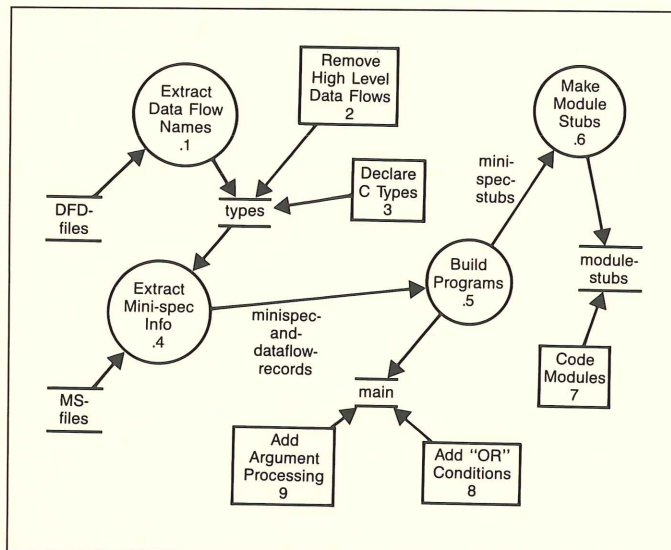 Extract
Data Flow
Names
.1
Remove
High Level
Data Flows
2
Make
Module
Stubs
.6
DFD-
files
types
Declare
C Types
3
mini-
spec-
stubs
Extract
Mini-spec
Info
.4
minispec-
and-
dataflow-
records
Build
Programs
.5
module-
stubs
MS-
files
main
Code
Modules
7
Add
Argument
Processing
9
Add "OR"
Conditions
8